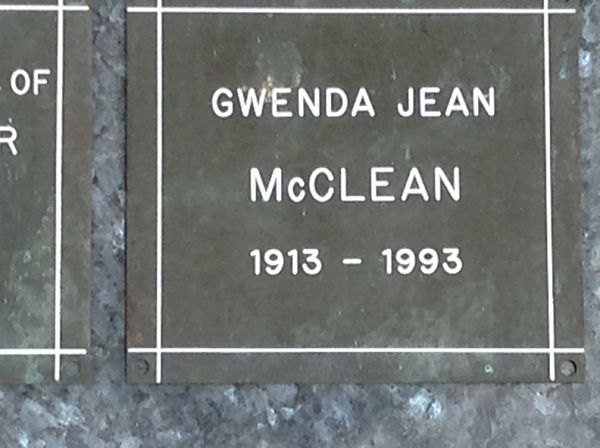 OF
R
GWENDA JEAN
McCLEAN
1913 - 1993